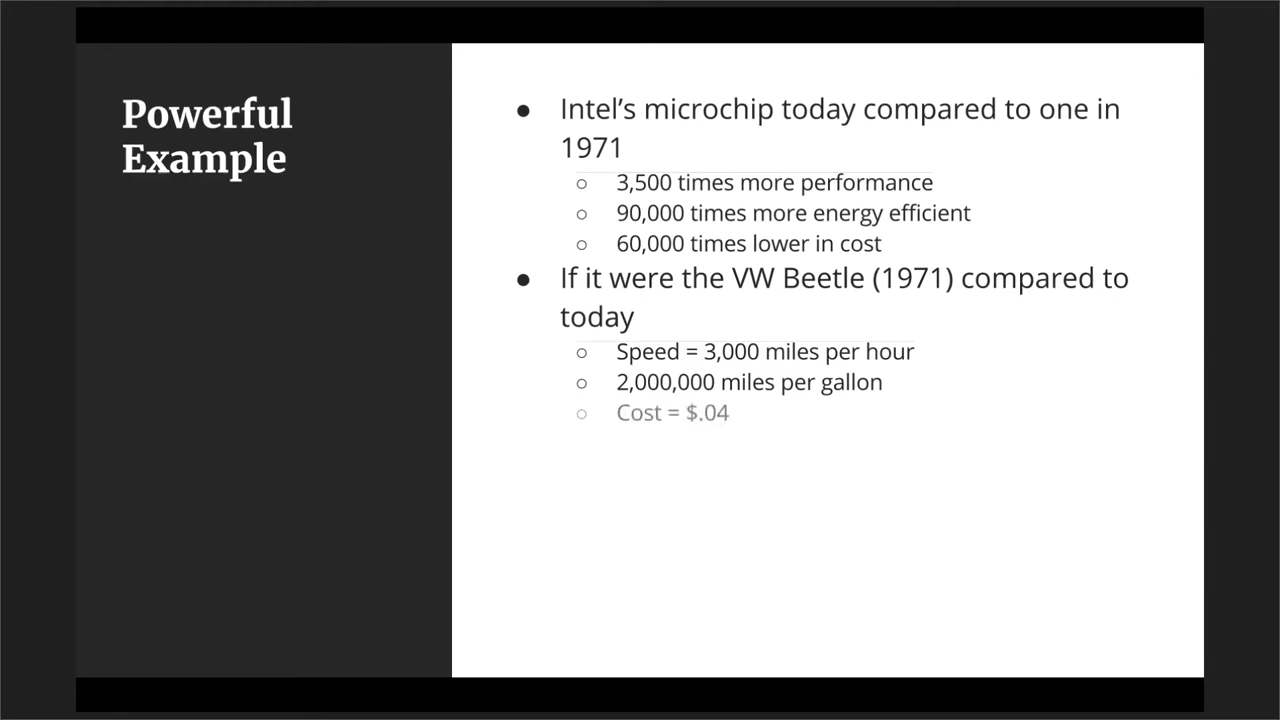 Powerful
Example
● Intel’s microchip today compared to one in
1971
○ 3,500 times more performance
○ 90,000 times more energy efficient
○ 60,000 times lower in cost
● If it were the VW Beetle (1971) compared to
today
○ Speed = 3,000 miles per hour
○ 2,000,000 miles per gallon
○ Cost = $.04